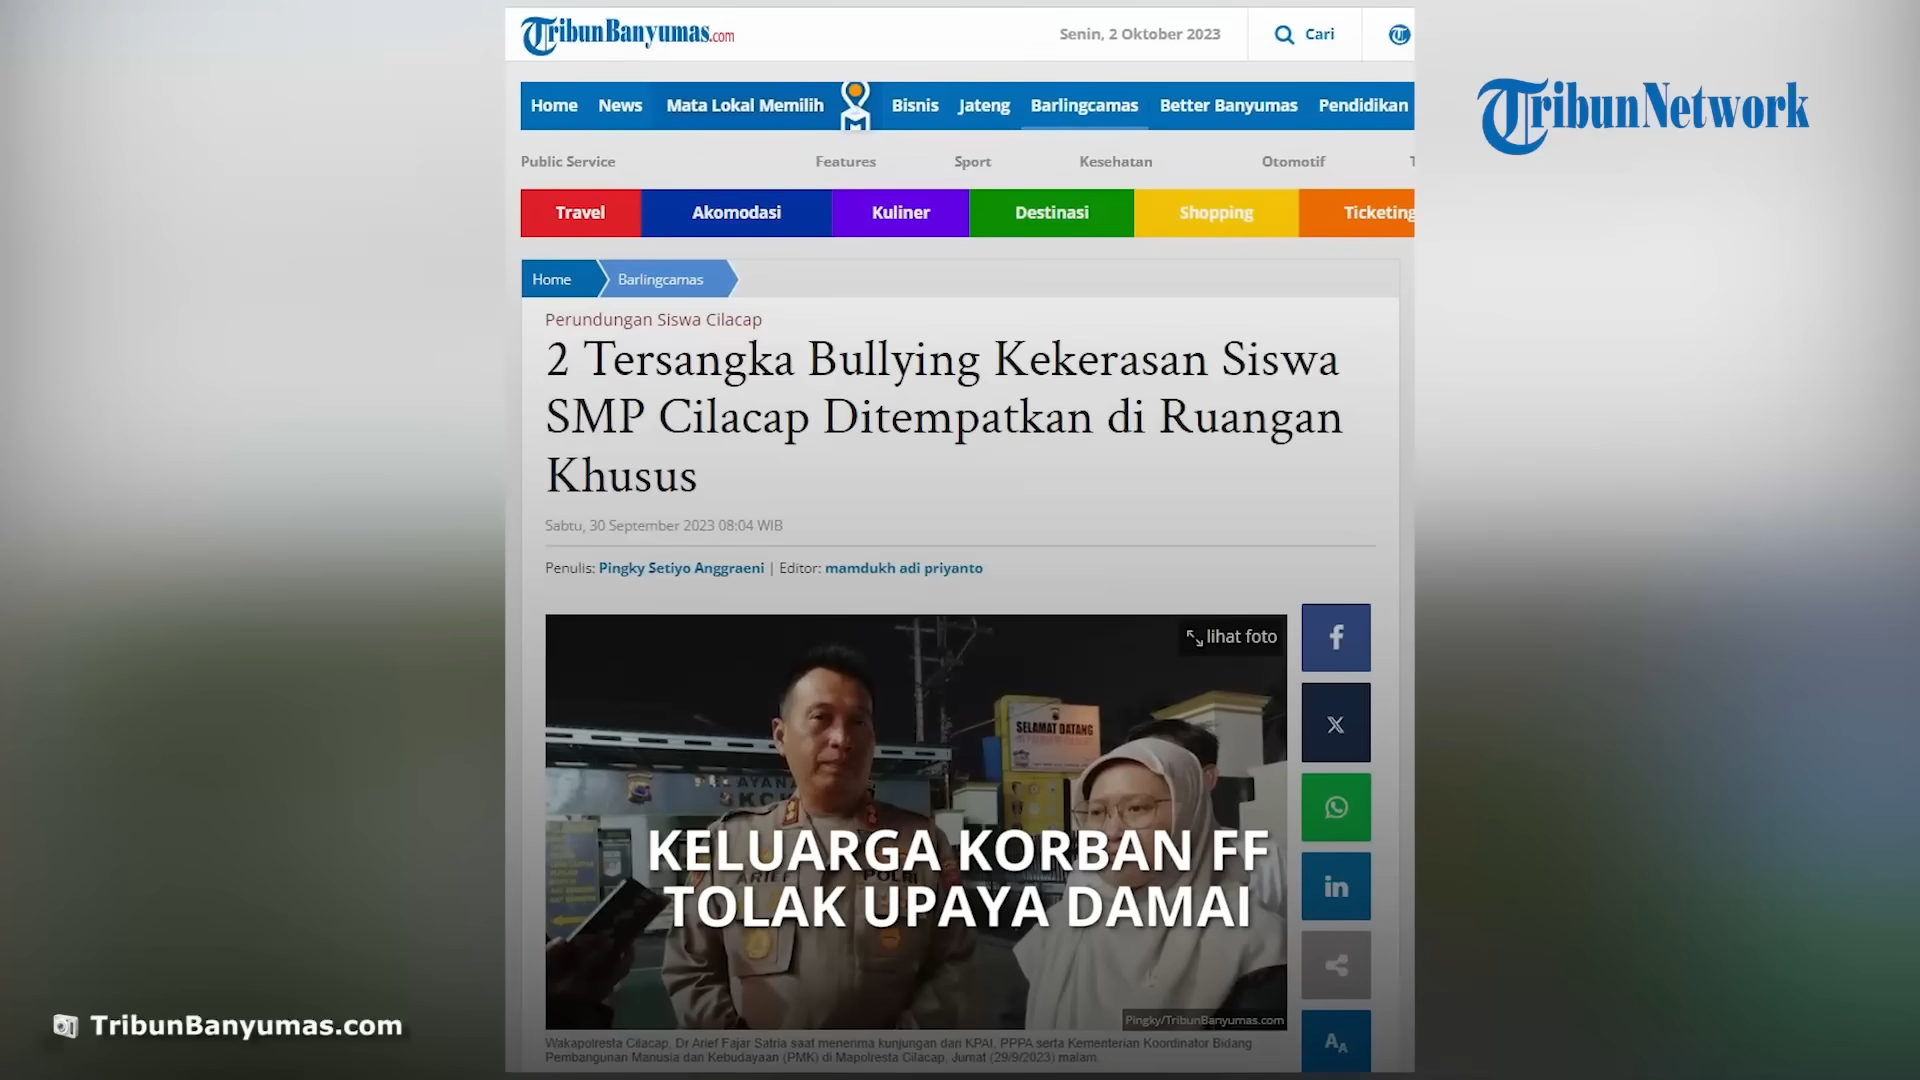 TribunBanyumas.com
Senin, 2 Oktober 2023
Cari
TribunNetwork
Home News Mata Lokal Memilih Bisnis Jateng Barlingcamas Better Banyumas Pendidikan
Public Service Features Sport Kesehatan Otomotif
Travel Akomodasi Kuliner Destinasi Shopping Ticketing
Home Barlingcamas
Perundungan Siswa Cilacap
2 Tersangka Bullying Kekerasan Siswa
SMP Cilacap Ditempatkan di Ruangan
Khusus
Sabtu, 30 September 2023 08:04 WIB
Penulis: Pingky Setiyo Anggraeni | Editor: mamdukh adi priyanto
lihat foto
SELAMAT DATANG
SKCK
ARIEF
POLRI
KELUARGA KORBAN FF
TOLAK UPAYA DAMAI
Pingky/TribunBanyumas.com
TribunBanyumas.com
Wakapolresta Cilacap, Dr Arief Fajar Satria saat menerima kunjungan dari KPAI, PPPA serta Kementerian Koordinator Bidang
Pembangunan Manusia dan Kebudayaan (PMK) di Mapolresta Cilacap, Jumat (29/9/2023) malam.